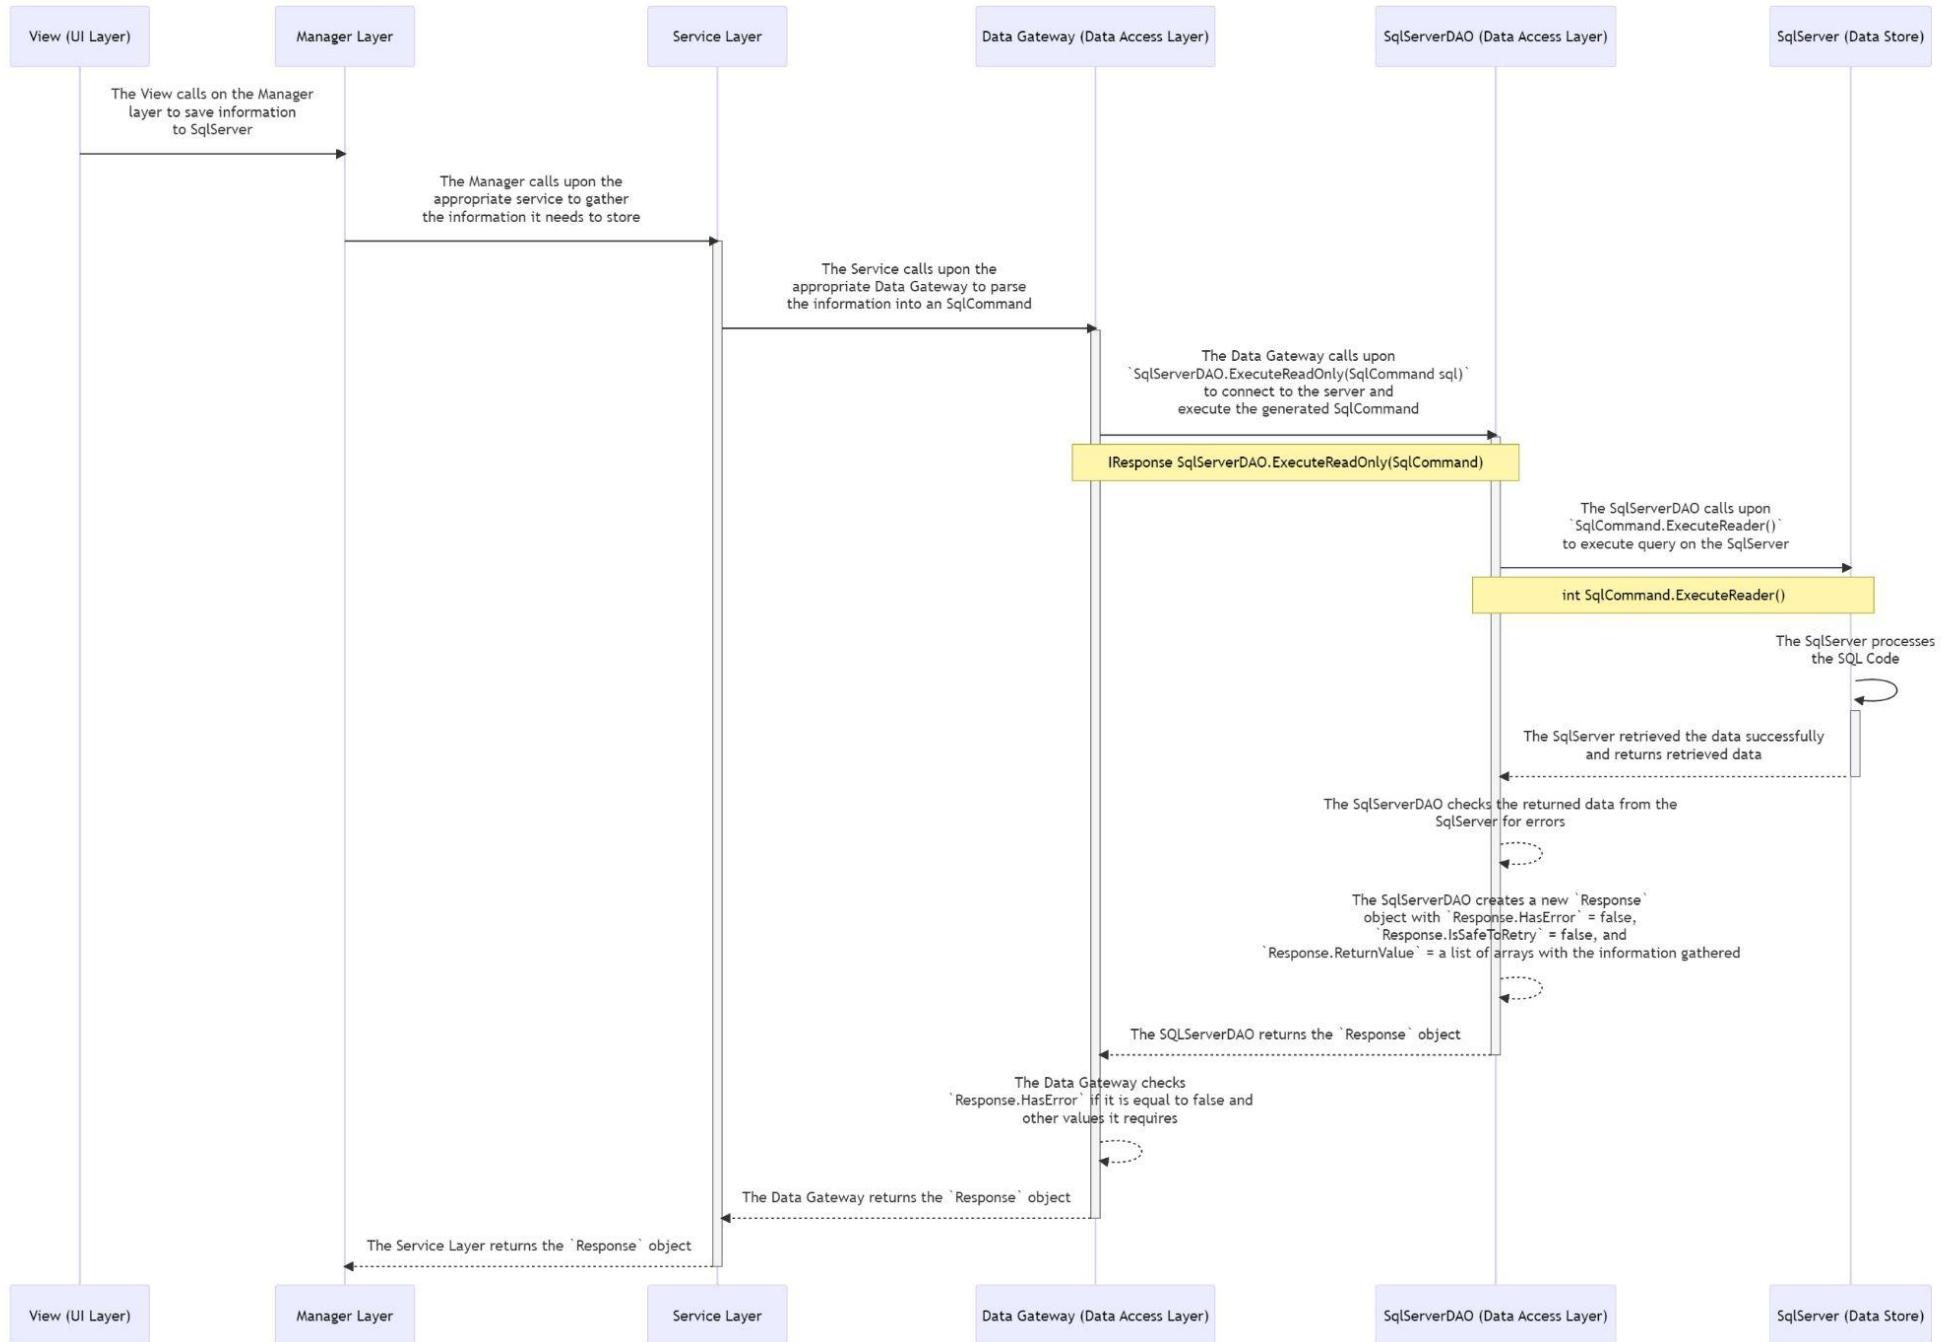 View (UI Layer)
Manager Layer
Service Layer
Data Gateway (Data Access Layer)
SqlServerDAO (Data Access Layer)
SqlServer (Data Store)
The View calls on the Manager
layer to save information
to SqlServer
The Manager calls upon the
appropriate service to gather
the information it needs to store
The Service calls upon the
appropriate Data Gateway to parse
the information into an SqlCommand
The Data Gateway calls upon
`SqlServerDAO.ExecuteReadOnly(SqlCommand sql)`
to connect to the server and
execute the generated SqlCommand
IResponse SqlServerDAO.ExecuteReadOnly(SqlCommand)
The SqlServerDAO calls upon
`SqlCommand.ExecuteReader()`
to execute query on the SqlServer
int SqlCommand.ExecuteReader()
The SqlServer processes
the SQL Code
The SqlServer retrieved the data successfully
and returns retrieved data
The SqlServerDAO checks the returned data from the
SqlServer for errors
The SqlServerDAO creates a new `Response`
object with `Response.HasError` = false,
`Response.IsSafeToRetry` = false, and
`Response.ReturnValue` = a list of arrays with the information gathered
The SQLServerDAO returns the `Response` object
The Data Gateway checks
`Response.HasError` if it is equal to false and
other values it requires
The Data Gateway returns the `Response` object
The Service Layer returns the `Response` object
View (UI Layer)
Manager Layer
Service Layer
Data Gateway (Data Access Layer)
SqlServerDAO (Data Access Layer)
SqlServer (Data Store)